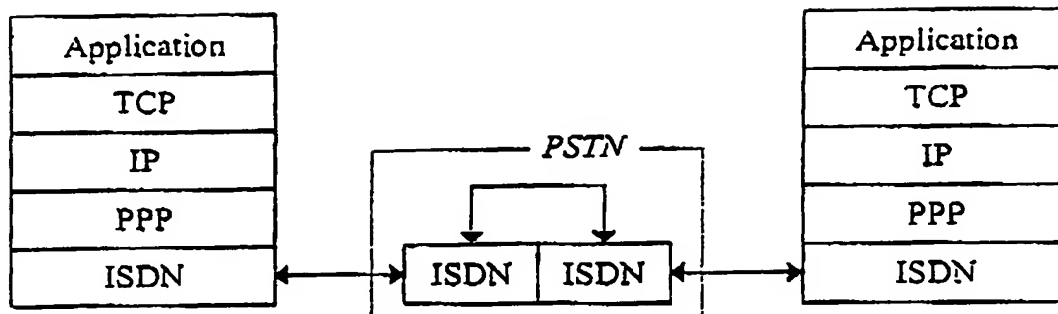 Application
TCP
IP
PPP
ISDN
PSTN
ISDN ISDN
Application
TCP
IP
PPP
ISDN